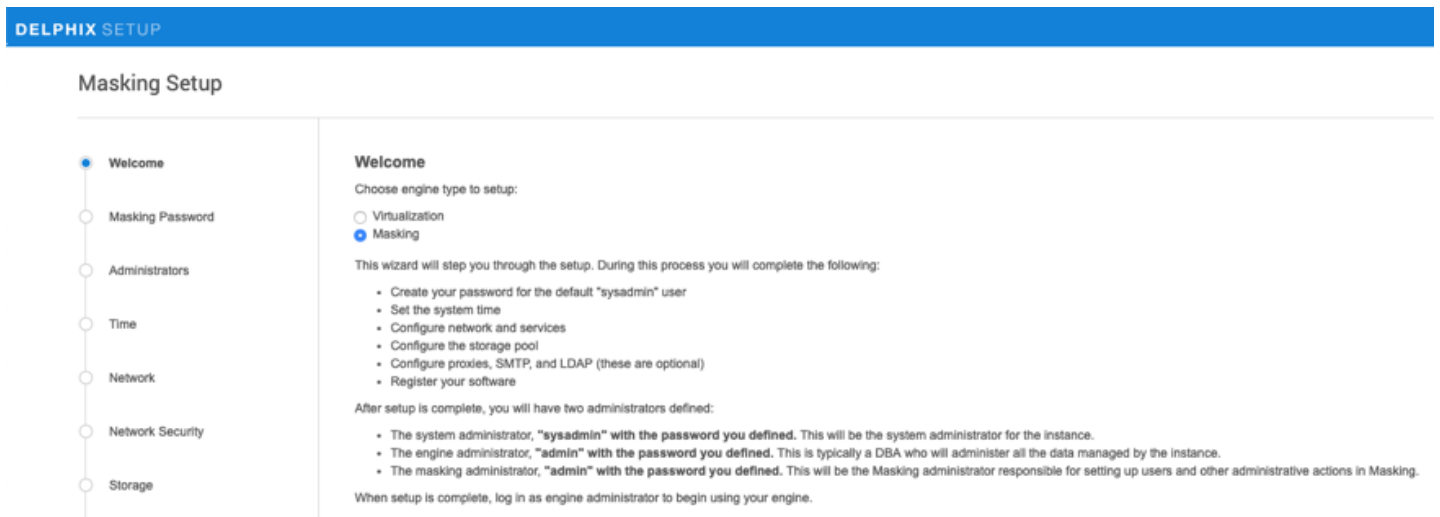 DELPHIX SETUP
Masking Setup
Welcome
Masking Password
Administrators
Time
Network
Network Security
Storage
Welcome
Choose engine type to setup:
Virtualization
Masking
This wizard will step you through the setup. During this process you will complete the following:
• Create your password for the default "sysadmin" user
• Set the system time
• Configure network and services
• Configure the storage pool
• Configure proxies, SMTP, and LDAP (these are optional)
• Register your software
After setup is complete, you will have two administrators defined:
• The system administrator, "sysadmin" with the password you defined. This will be the system administrator for the instance.
• The engine administrator, "admin" with the password you defined. This is typically a DBA who will administer all the data managed by the instance.
• The masking administrator, "admin" with the password you defined. This will be the Masking administrator responsible for setting up users and other administrative actions in Masking.
When setup is complete, log in as engine administrator to begin using your engine.